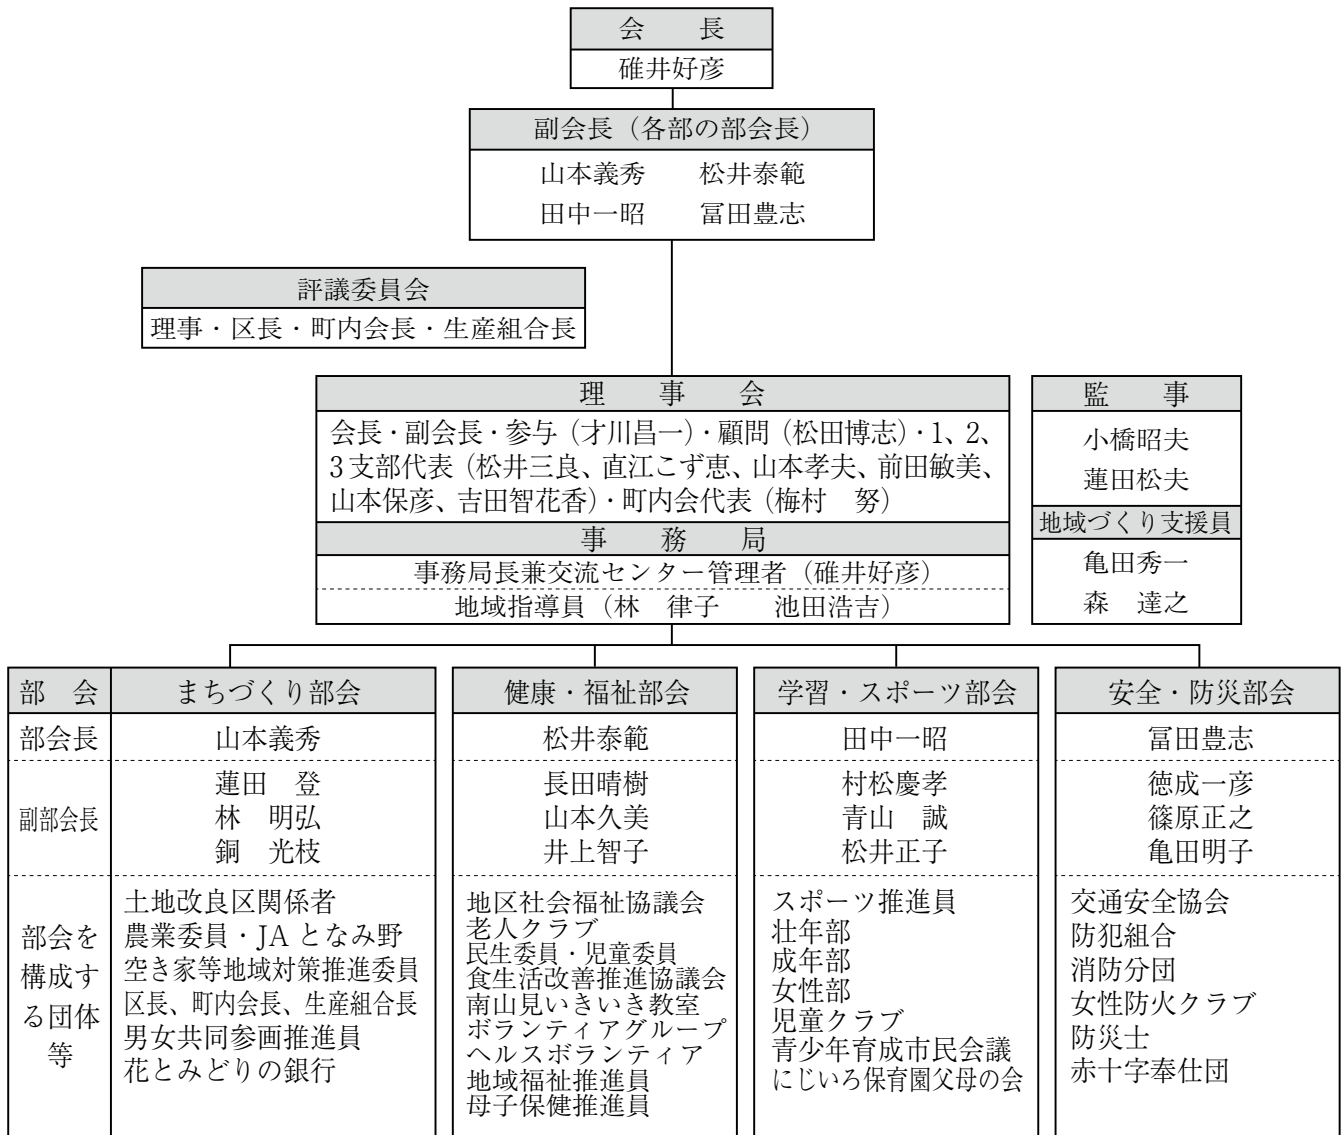 会　長
碓井好彦
副会長（各部の部会長）
山本義秀　松井泰範
田中一昭　冨田豊志
評議委員会
理事・区長・町内会長・生産組合長
理　事　会
会長・副会長・参与（才川昌一）・顧問（松田博志）・1、2、
3支部代表（松井三良、直江こず恵、山本孝夫、前田敏美、
山本保彦、吉田智花香）・町内会代表（梅村　努）
事　務　局
事務局長兼交流センター管理者（碓井好彦）
地域指導員（林　律子　　池田浩吉）
監　事
小橋昭夫
蓮田松夫
地域づくり支援員
亀田秀一
森　達之
部　会
部会長
副部会長
部会を
構成す
る団体
等
まちづくり部会
山本義秀
蓮田　登
林　明弘
銅　光枝
土地改良区関係者
農業委員・JAとなみ野
空き家等地域対策推進委員
区長、町内会長、生産組合長
男女共同参画推進員
花とみどりの銀行
健康・福祉部会
松井泰範
長田晴樹
山本久美
井上智子
地区社会福祉協議会
老人クラブ
民生委員・児童委員
食生活改善推進協議会
南山見いきいき教室
ボランティアグループ
ヘルスボランティア
地域福祉推進員
母子保健推進員
学習・スポーツ部会
田中一昭
村松慶孝
青山　誠
松井正子
スポーツ推進員
壮年部
成年部
女性部
児童クラブ
青少年育成市民会議
にじいろ保育園父母の会
安全・防災部会
冨田豊志
徳成一彦
篠原正之
亀田明子
交通安全協会
防犯組合
消防分団
女性防火クラブ
防災士
赤十字奉仕団